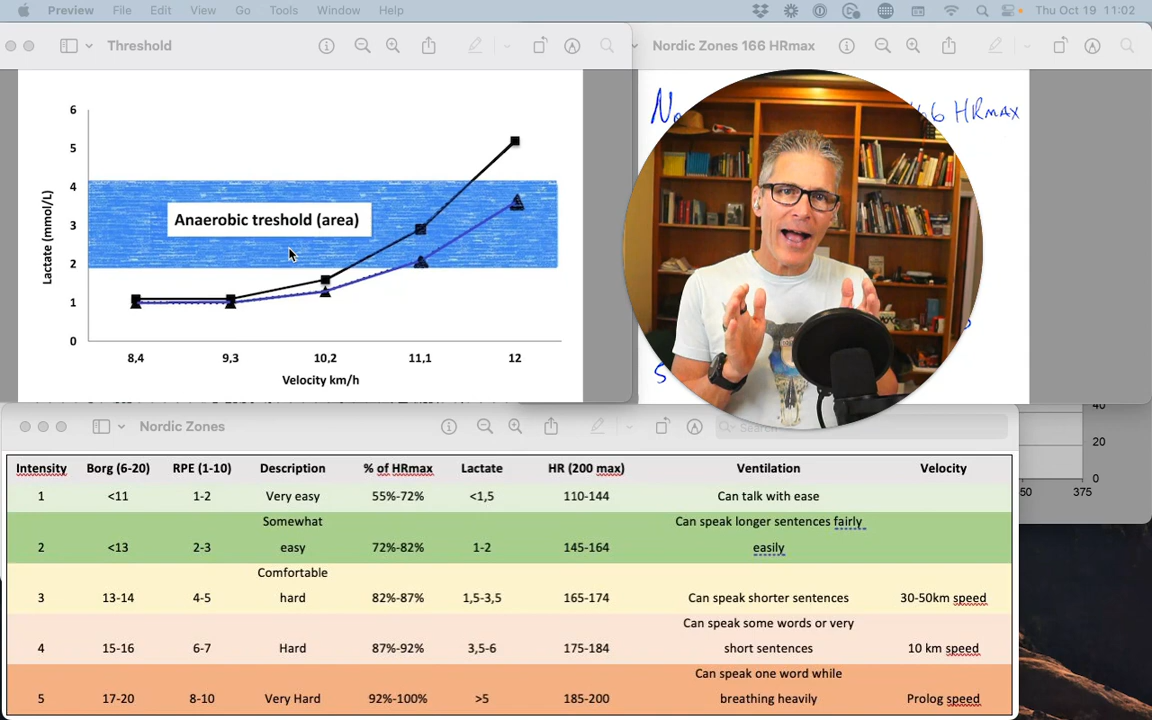 Preview File Edit View Go Tools Window Help Thu Oct 19 11:02
Threshold
6
5
4
3
2
1
0
Lactate (mmol/L)
Anaerobic treshold (area)
8,4 9,3 10,2 11,1 12
Velocity km/h
Nordic Zones 166 HRmax
66 HRMAX
Nordic Zones
Search
Intensity Borg (6-20) RPE (1-10) Description % of HRmax Lactate HR (200 max) Ventilation Velocity
1 <11 1-2 Very easy 55%-72% <1,5 110-144 Can talk with ease
2 <13 2-3 Somewhat easy 72%-82% 1-2 145-164 Can speak longer sentences fairly easily
3 13-14 4-5 Comfortable hard 82%-87% 1,5-3,5 165-174 Can speak shorter sentences 30-50km speed
4 15-16 6-7 Hard 87%-92% 3,5-6 175-184 Can speak some words or very short sentences 10 km speed
5 17-20 8-10 Very Hard 92%-100% >5 185-200 Can speak one word while breathing heavily Prolog speed
40
20
0
50 375